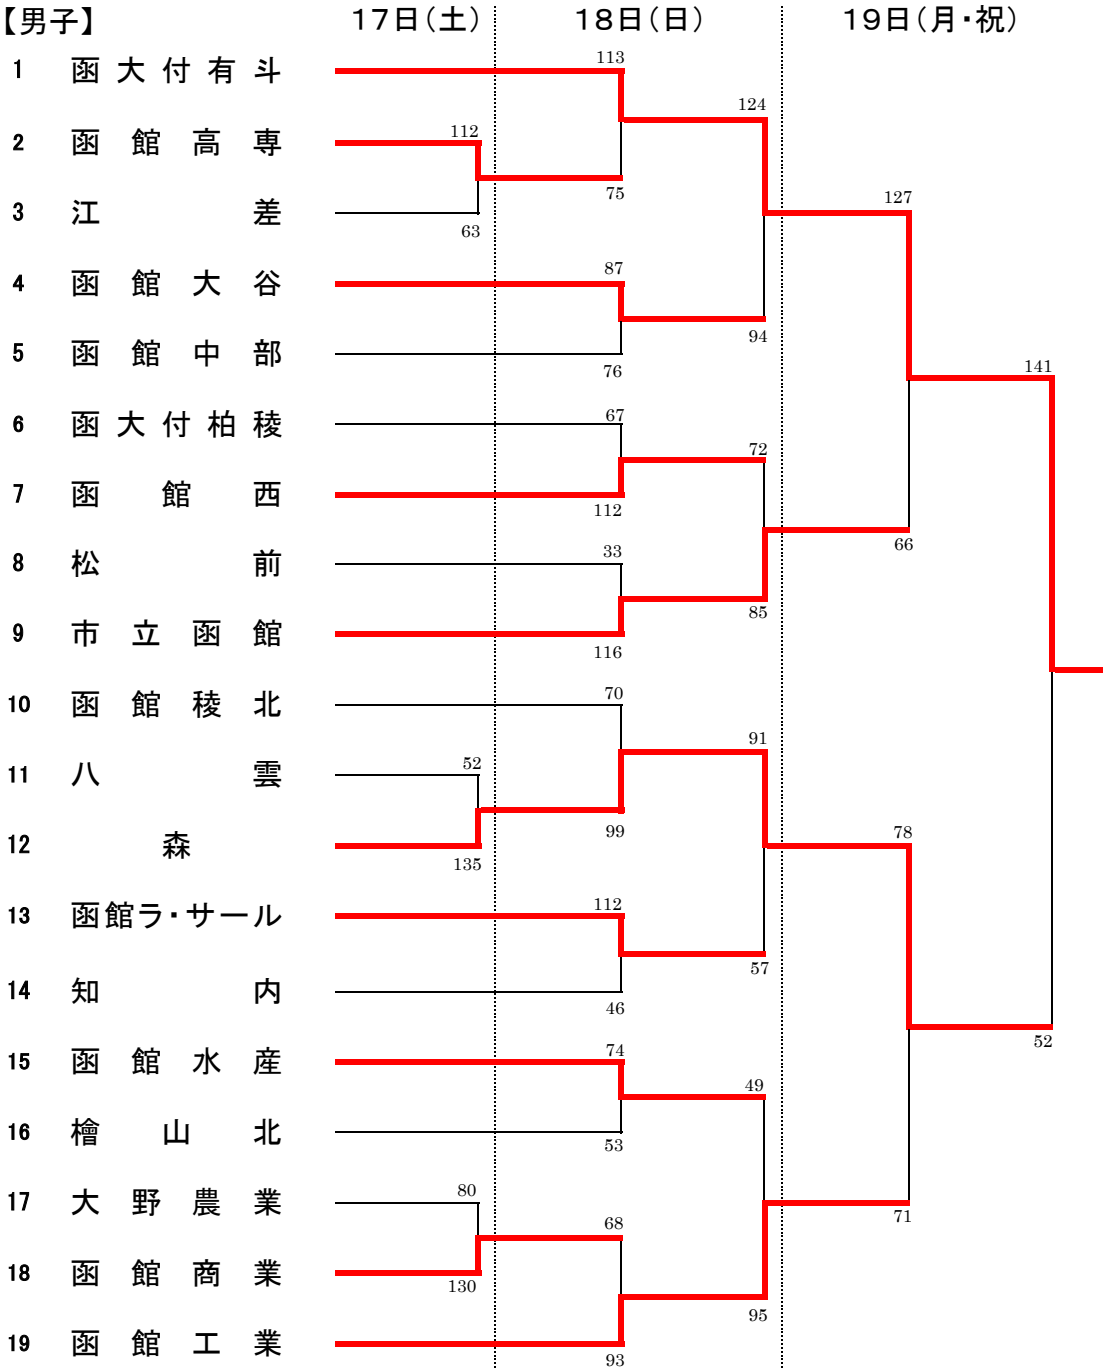 【男子】 17日(土) 18日(日) 19日(月・祝)
113
1 函大付有斗
124
112
2 函館高専
75
127
3 江差
63
87
4 函館大谷
94
5 函館中部
76
141
67
6 函大付柏稜
72
7 函館西
112
66
33
8 松前
85
9 市立函館
116
70
10 函館稜北
91
52
11 八雲
99
78
12 森
135
112
13 函館ラ・サール
57
14 知内
46
52
74
15 函館水産
49
16 檜山北
53
80
17 大野農業
71
68
18 函館商業
130
95
19 函館工業
93